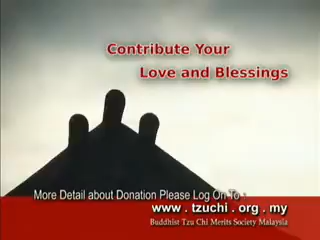 Contribute Your
Love and Blessings
More Detail about Donation Please Log On To :
www . tzuchi . org . my
Buddhist Tzu Chi Merits Society Malaysia